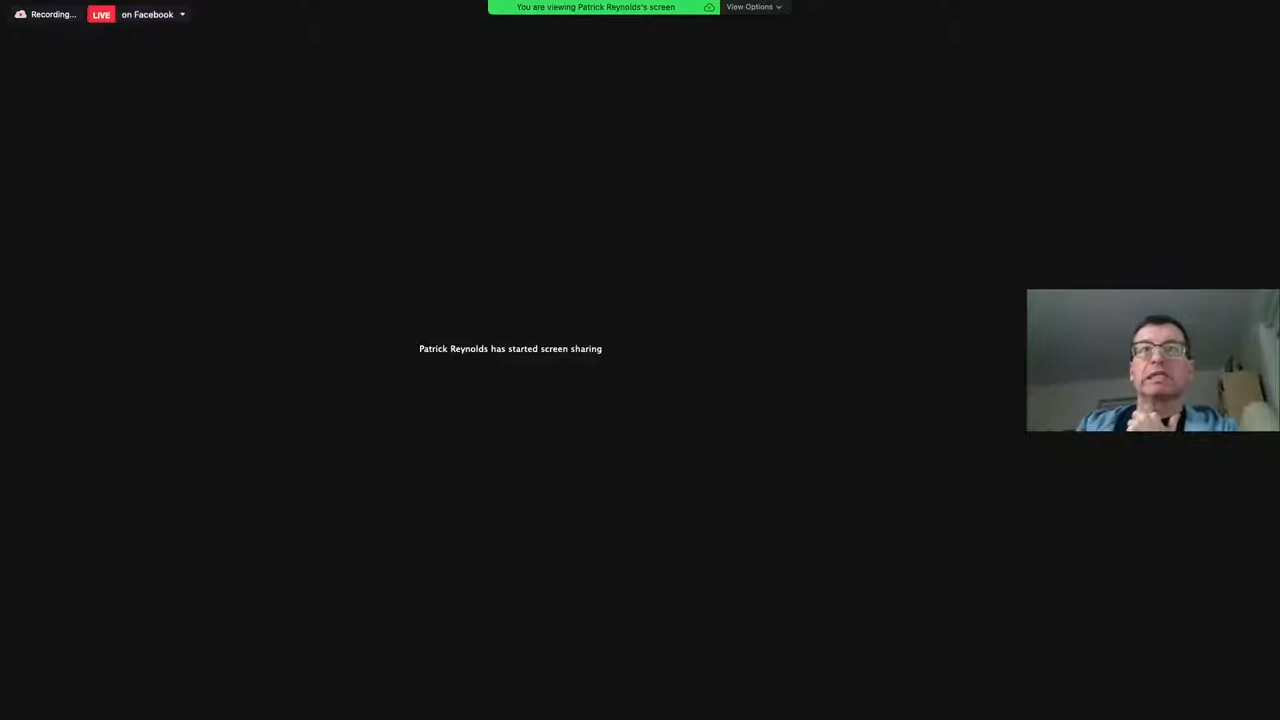 Recording...
LIVE on Facebook
You are viewing Patrick Reynolds's screen
View Options
Patrick Reynolds has started screen sharing